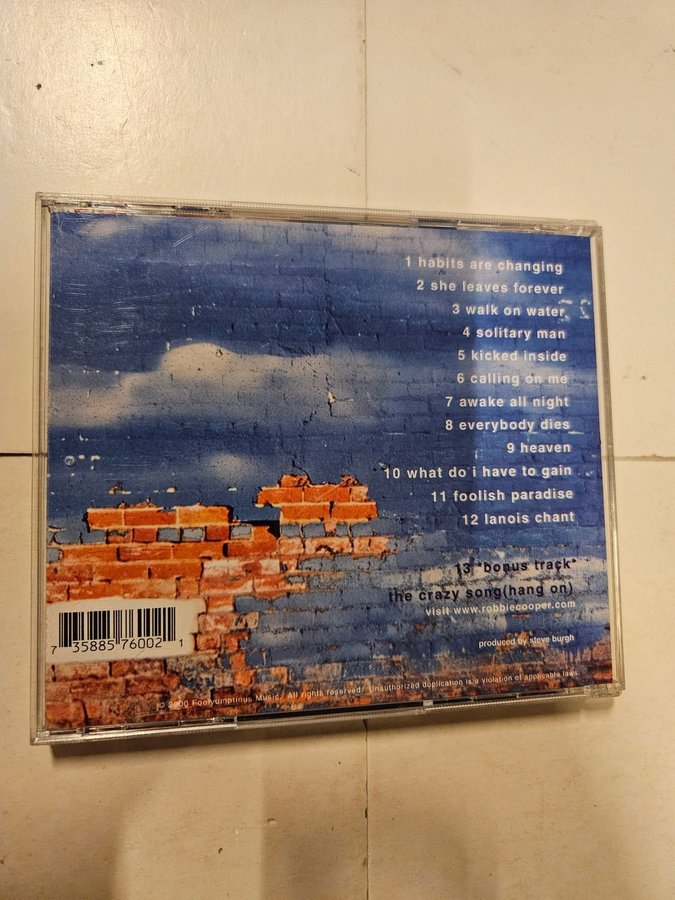 1 habits are changing
2 she leaves forever
3 walk on water
4 solitary man
5 kicked inside
6 calling on me
7 awake all night
8 everybody dies
9 heaven
10 what do i have to gain
11 foolish paradise
12 lanois chant
13 *bonus track*
the crazy song(hang on)
visit www.robbiecooper.com
produced by steve burgh
7 35885 76002 1
© 2000 Foolyumptious Music. All rights reserved. Unauthorized duplication is a violation of applicable laws.